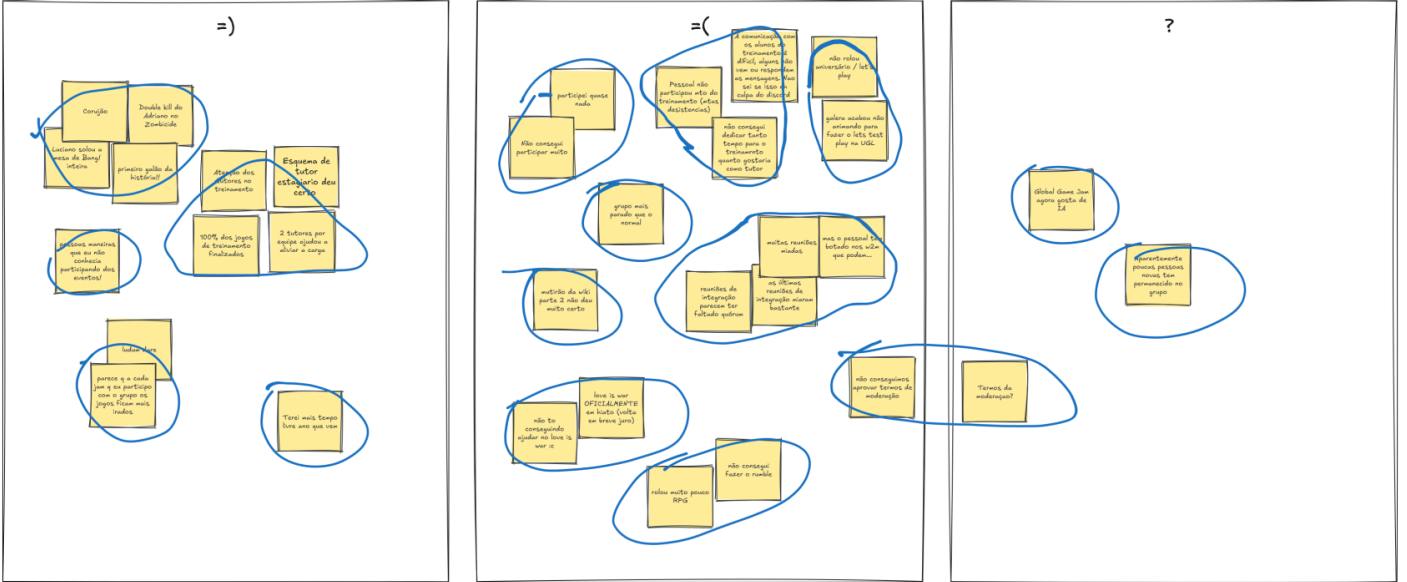 =)
Corujão
Double kill do
Adriano no
Zombicide
Luciano solou a
mesa de Bang!
inteira
primeiro galão da
história!!
Atenção dos
tutores no
treinamento
Esquema de
tutor
estagiario deu
certo
100% dos jogos
de treinamento
finalizados
2 tutores por
equipe ajudou a
aliviar a carga
pessoas maneiras
que eu não
conhecia
participando dos
eventos!
ludum dare
parece q a cada
jam q eu participo
com o grupo os
jogos ficam mais
irados
Terei mais tempo
livre ano que vem
=(
participei quase
nada
Não consegui
participar muito
Pessoal não
participou mto do
treinamento (mtas
desistencias)
A comunicação com
os alunos do
treinamento é
difícil, alguns não
vem ou respondem
as mensagens. Nao
sei se isso eh
culpa do discord
não consegui
dedicar tanto
tempo para o
treinamento
quanto gostaria
como tutor
não rolou
aniversário / let's
play
galera acabou não
animando para
fazer o lets test
play na UGL
grupo mais
parado que o
normal
muitas reuniões
miadas
mas o pessoal tem
botado nos w2m
que podem...
reuniões de
integração
parecem ter
faltado quórum
as últimas
reuniões de
integração miaram
bastante
mutirão da wiki
parte 2 não deu
muito certo
não to
conseguindo
ajudar no love is
war :c
love is war
OFICIALMENTE
em hiato (volta
em breve juro)
rolou muito pouco
RPG
não consegui
fazer o rumble
não conseguimos
aprovar termos de
moderação
?
Global Game Jam
agora gosta de
IA
Aparentemente
poucas pessoas
novas tem
permanecido no
grupo
Termos da
moderaçao?